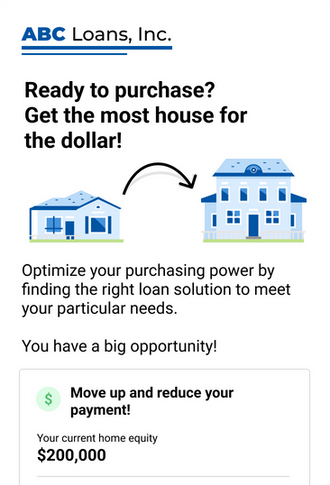 ABC Loans, Inc.
Ready to purchase?
Get the most house for
the dollar!
Optimize your purchasing power by
finding the right loan solution to meet
your particular needs.
You have a big opportunity!
$
Move up and reduce your
payment!
Your current home equity
$200,000